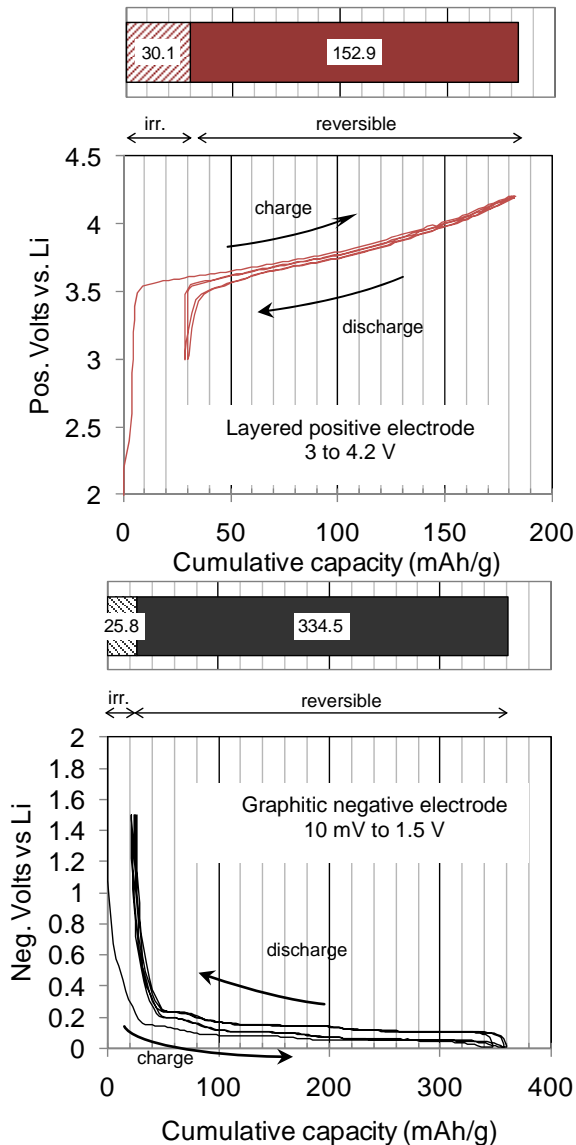 30.1 152.9
irr. reversible
4.5
4
3.5
3
2.5
2
Pos. Volts vs. Li
charge
discharge
Layered positive electrode
3 to 4.2 V
0 50 100 150 200
Cumulative capacity (mAh/g)
25.8 334.5
irr. reversible
2
1.8
1.6
1.4
1.2
1
0.8
0.6
0.4
0.2
0
Neg. Volts vs Li
Graphitic negative electrode
10 mV to 1.5 V
discharge
charge
0 100 200 300 400
Cumulative capacity (mAh/g)